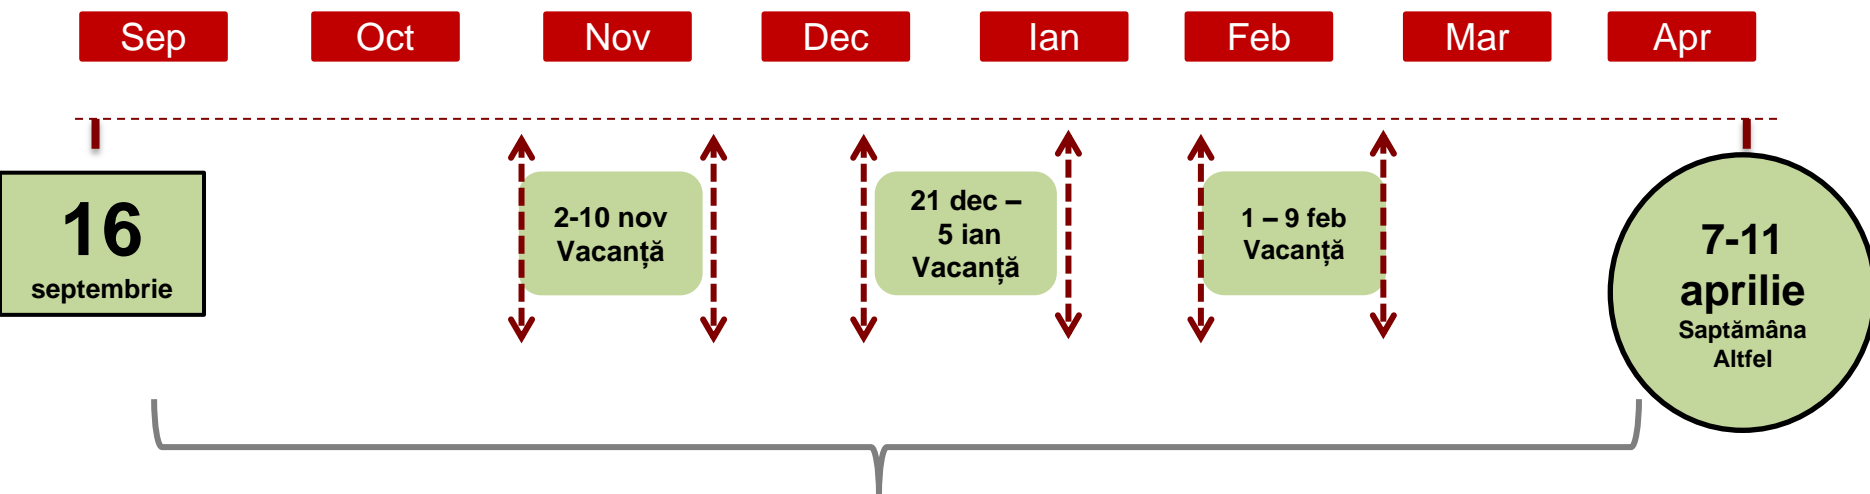 Sep
Oct
Nov
Dec
Ian
Feb
Mar
Apr
16
septembrie
2-10 nov
Vacanță
21 dec –
5 ian
Vacanță
1 – 9 feb
Vacanță
7-11
aprilie
Saptămâna
Altfel